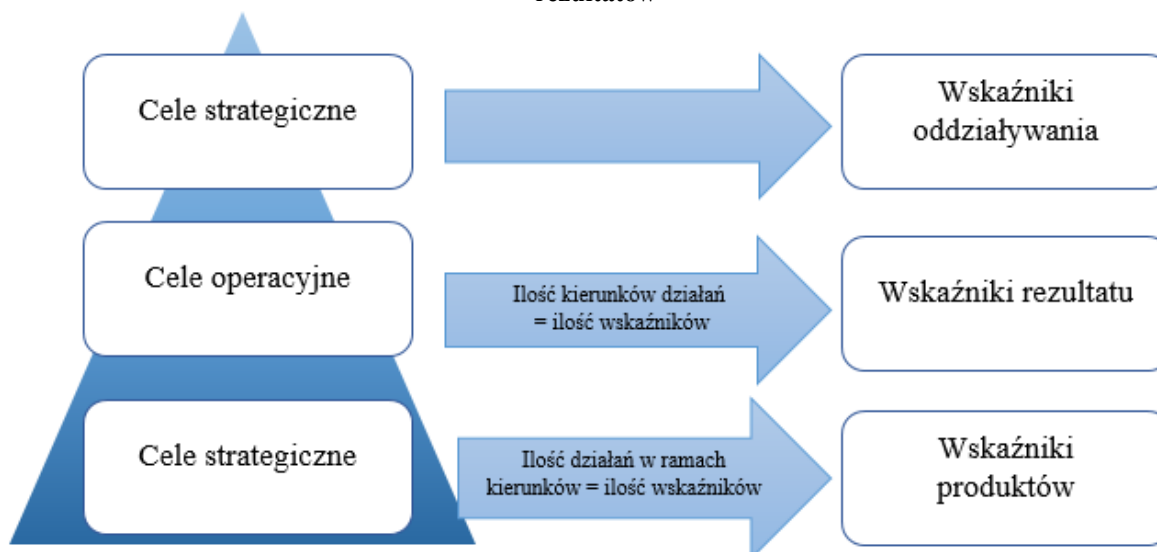 rezultatów
Cele strategiczne
Wskaźniki
oddziaływania
Cele operacyjne
Ilość kierunków działań
= ilość wskaźników
Wskaźniki rezultatu
Cele strategiczne
Ilość działań w ramach
kierunków = ilość wskaźników
Wskaźniki
produktów